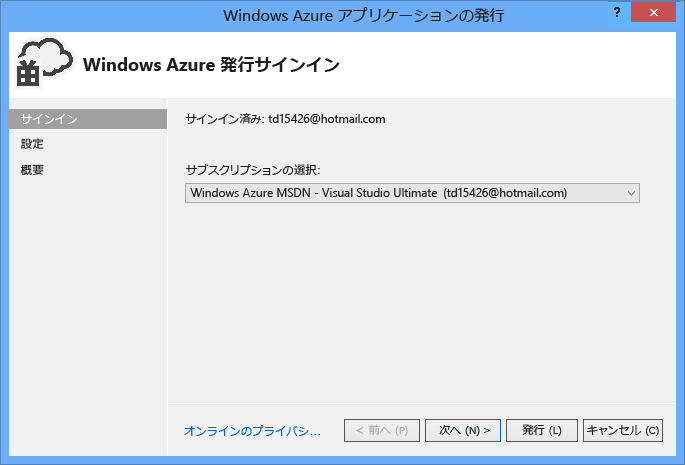 Windows Azure アプリケーションの発行
?
Windows Azure 発行サインイン
サインイン
設定
概要
サインイン済み: td15426@hotmail.com
サブスクリプションの選択:
Windows Azure MSDN - Visual Studio Ultimate (td15426@hotmail.com)
オンラインのプライバシ...
< 前へ (P)
次へ (N) >
発行 (L)
キャンセル (C)